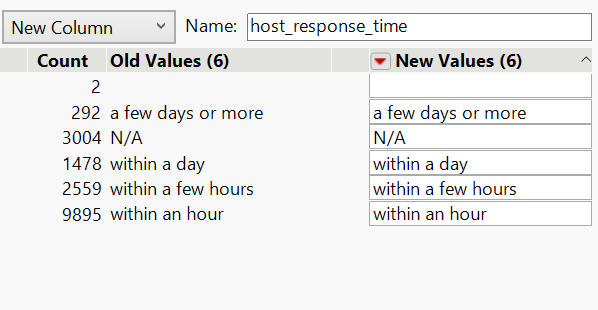 New Column Name: host_response_time
Count Old Values (6) New Values (6)
2
292 a few days or more a few days or more
3004 N/A N/A
1478 within a day within a day
2559 within a few hours within a few hours
9895 within an hour within an hour